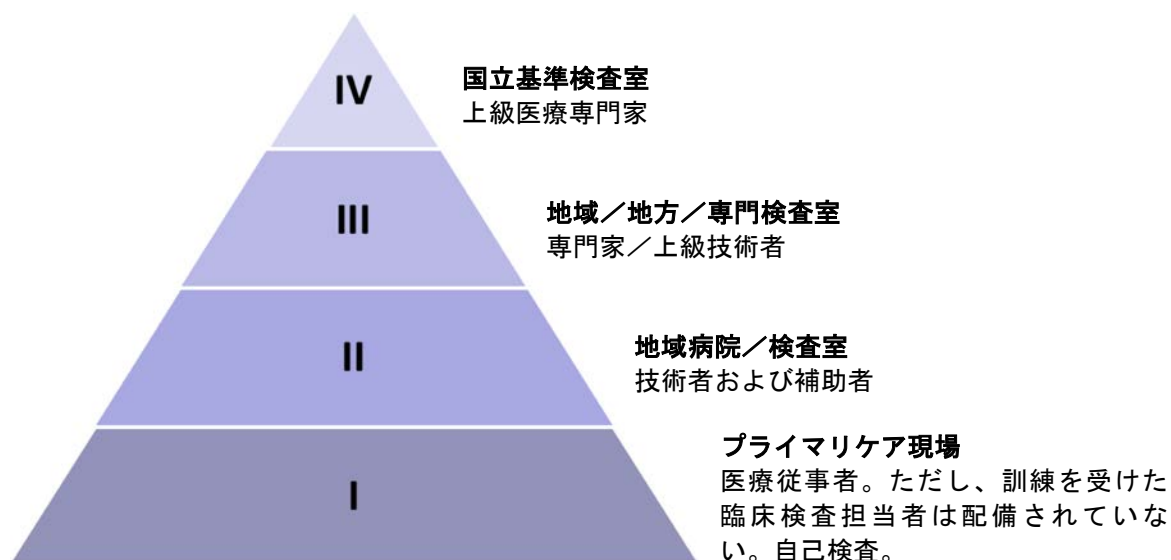 IV
国立基準検査室
上級医療専門家
III
地域／地方／専門検査室
専門家／上級技術者
II
地域病院／検査室
技術者および補助者
I
プライマリケア現場
医療従事者。ただし、訓練を受けた
臨床検査担当者は配備されていな
い。自己検査。